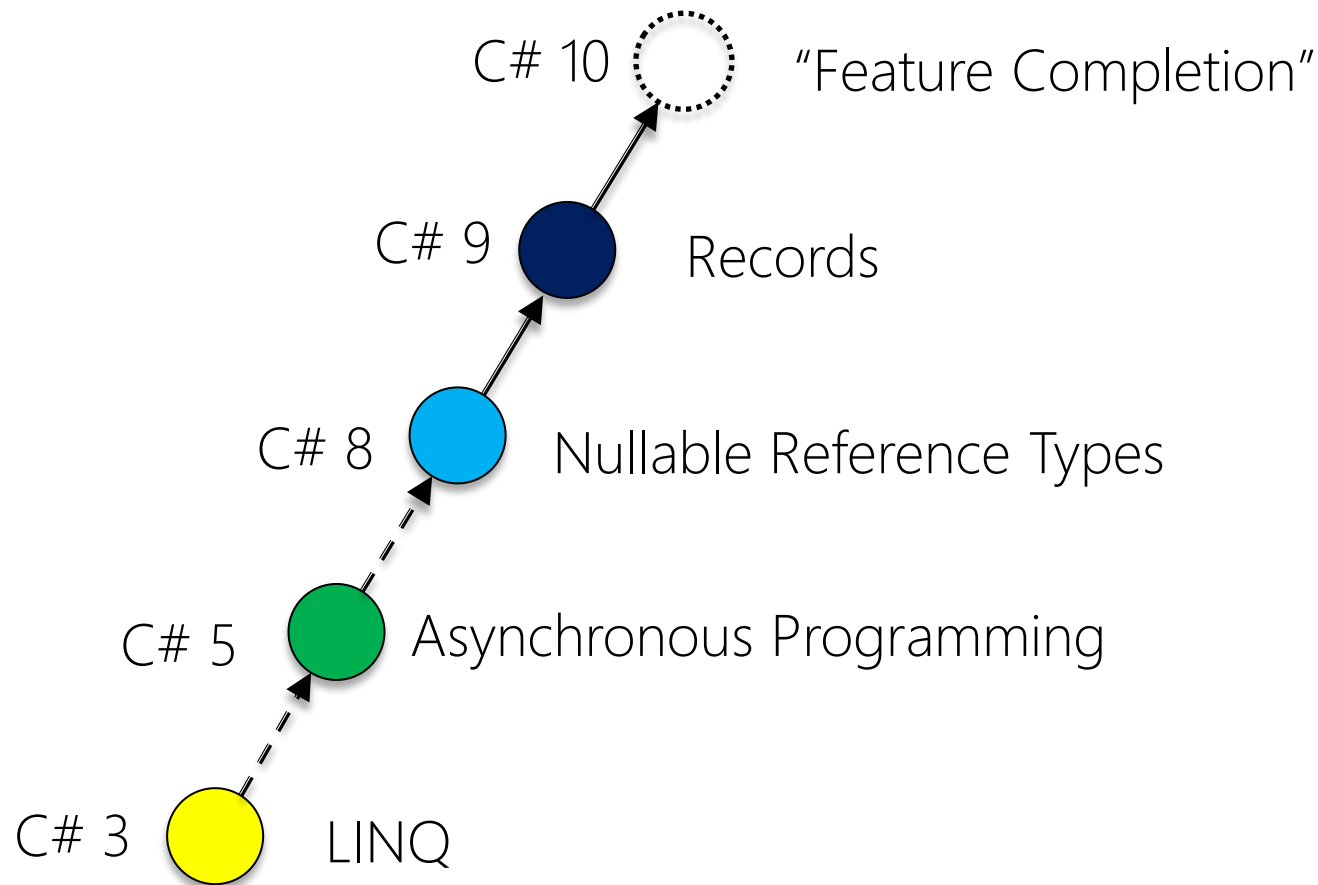 C# 10 “Feature Completion”
C# 9 Records
C# 8 Nullable Reference Types
C# 5 Asynchronous Programming
C# 3 LINQ